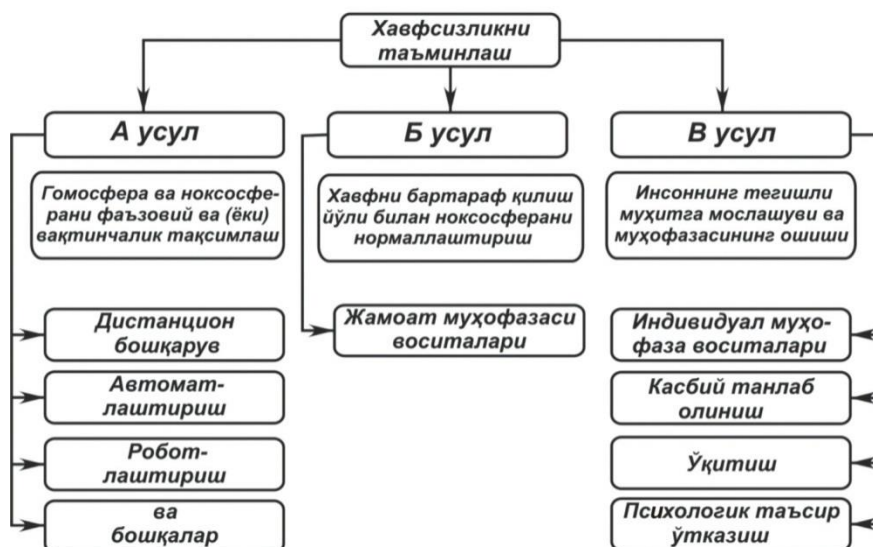 Хавфсизликни
таъминлаш
А усул
Б усул
В усул
Гомосфера ва ноксосфе-
рани фаъзовий ва (ёки)
вақтинчалик тақсимлаш
Хавфни бартараф қилиш
йўли билан ноксосферани
нормаллаштириш
Инсоннинг тегишли
муҳитга мослашуви ва
муҳофазасининг ошиши
Дистанцион
бошқарув
Автомат-
лаштириш
Робот-
лаштириш
ва
бошқалар
Жамоат муҳофазаси
воситалари
Индивидуал муҳо-
фаза воситалари
Касбий танлаб
олиниш
Ўқитиш
Психологик таъсир
ўтказиш